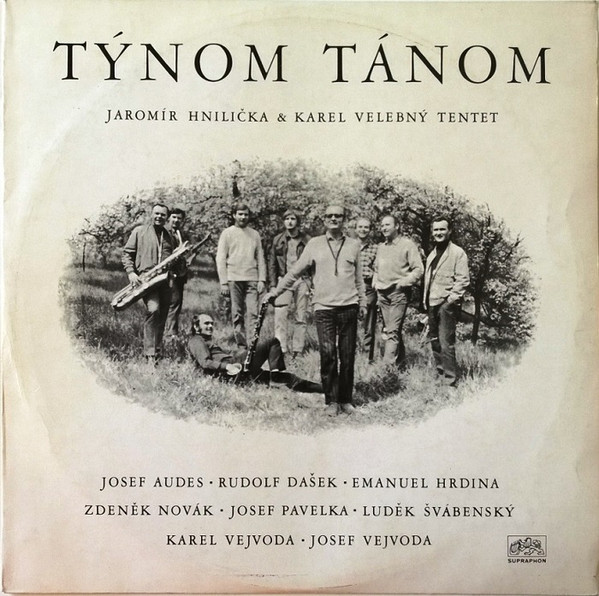 TÝNOM TÁNOM
JAROMÍR HNILIČKA & KAREL VELEBNÝ TENTET
JOSEF AUDES · RUDOLF DAŠEK · EMANUEL HRDINA
ZDENĚK NOVÁK · JOSEF PAVELKA · LUDĚK ŠVÁBENSKÝ
KAREL VEJVODA · JOSEF VEJVODA
SUPRAPHON